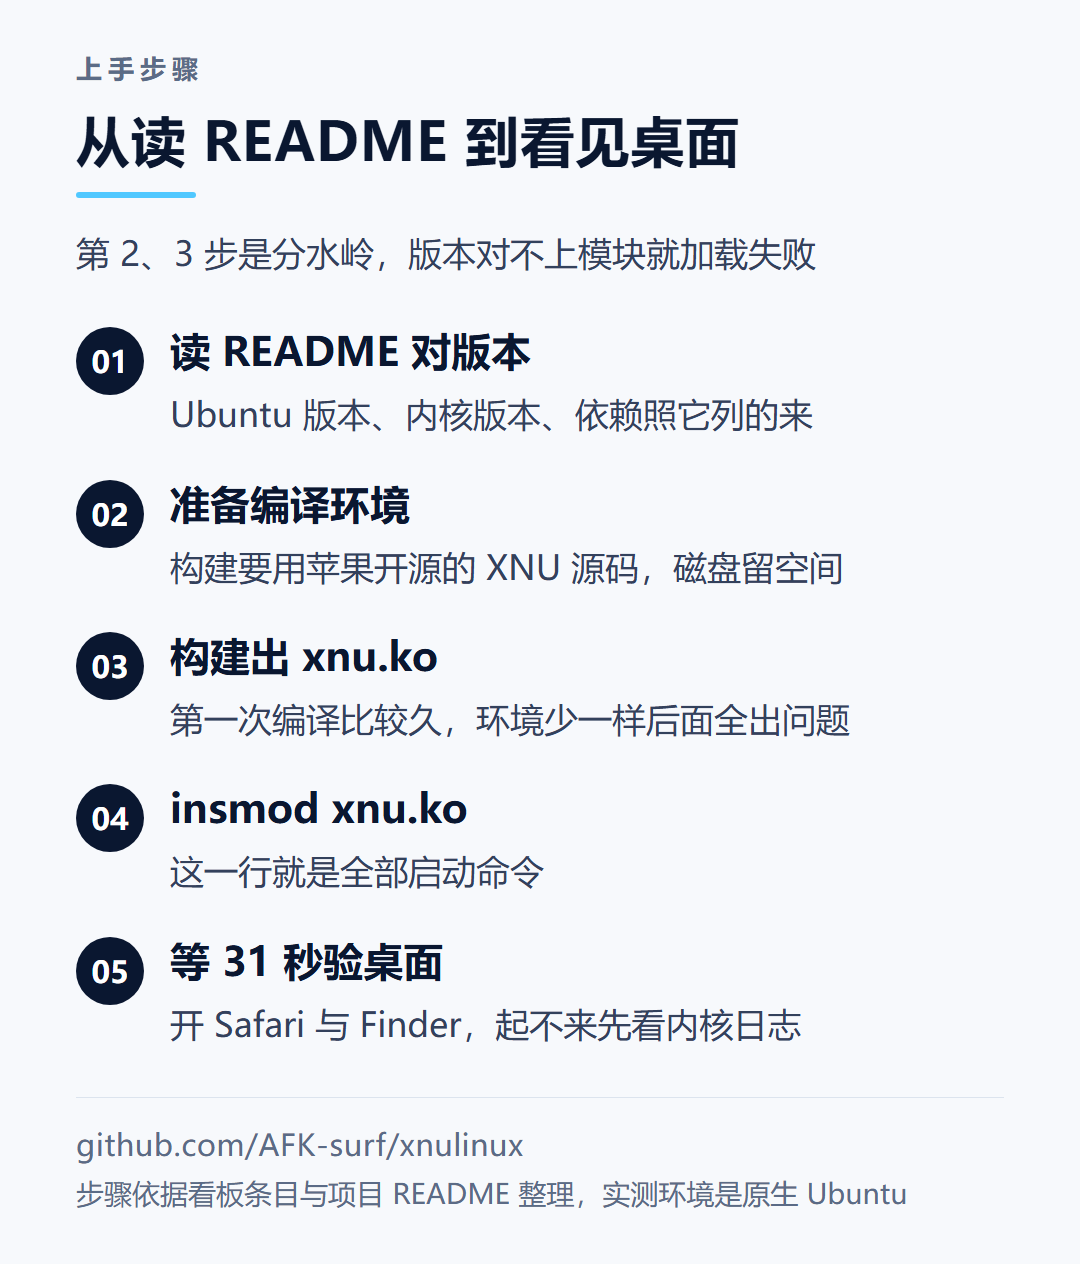 上手步骤
从读 README 到看见桌面
第 2、3 步是分水岭，版本对不上模块就加载失败
01
读 README 对版本
Ubuntu 版本、内核版本、依赖照它列的来
02
准备编译环境
构建要用苹果开源的 XNU 源码，磁盘留空间
03
构建出 xnu.ko
第一次编译比较久，环境少一样后面全出问题
04
insmod xnu.ko
这一行就是全部启动命令
05
等 31 秒验桌面
开 Safari 与 Finder，起不来先看内核日志
github.com/AFK-surf/xnulinux
步骤依据看板条目与项目 README 整理，实测环境是原生 Ubuntu